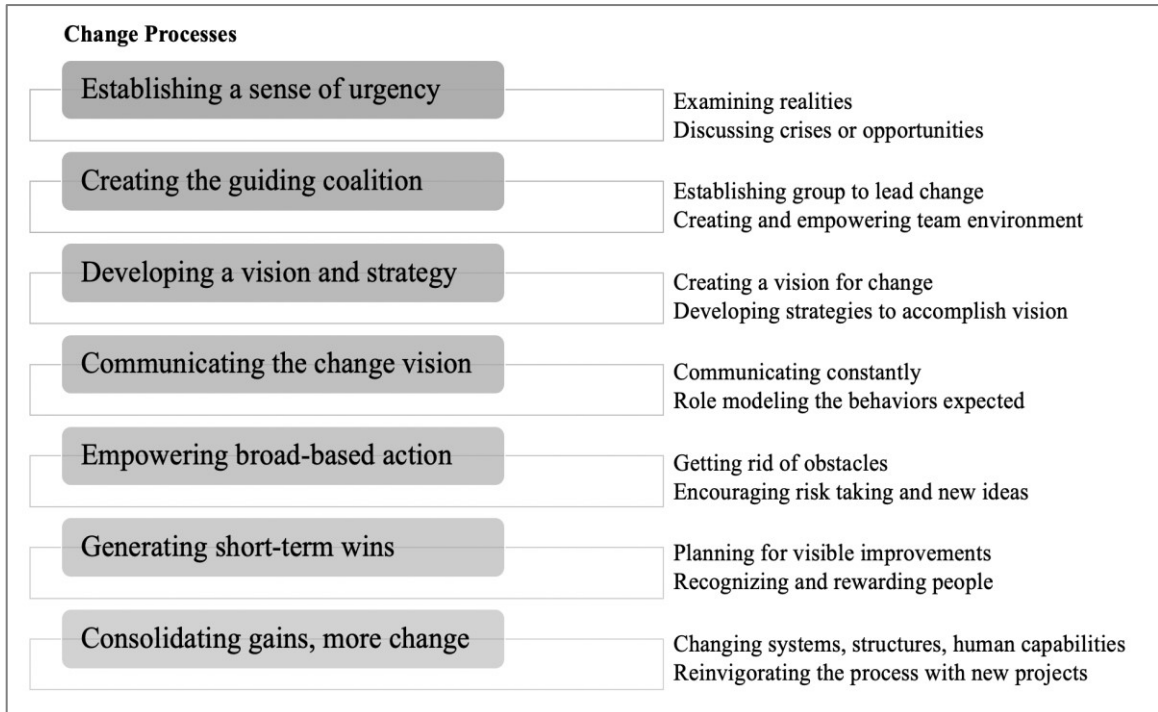 Change Processes
Establishing a sense of urgency
Examining realities
Discussing crises or opportunities
Creating the guiding coalition
Establishing group to lead change
Creating and empowering team environment
Developing a vision and strategy
Creating a vision for change
Developing strategies to accomplish vision
Communicating the change vision
Communicating constantly
Role modeling the behaviors expected
Empowering broad-based action
Getting rid of obstacles
Encouraging risk taking and new ideas
Generating short-term wins
Planning for visible improvements
Recognizing and rewarding people
Consolidating gains, more change
Changing systems, structures, human capabilities
Reinvigorating the process with new projects